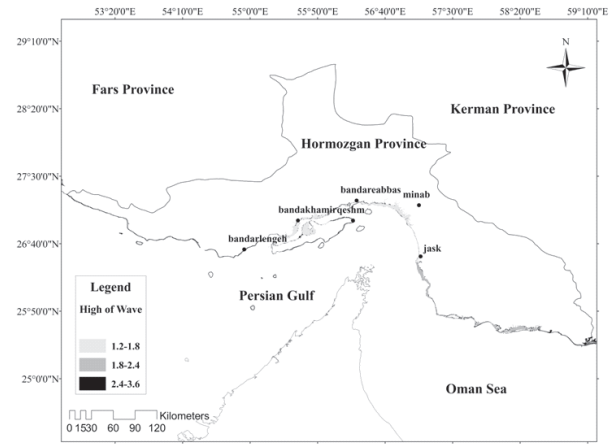 53°20'0"E 54°10'0"E 55°0'0"E 55°50'0"E 56°40'0"E 57°30'0"E 58°20'0"E 59°10'0"E
29°10'0"N
28°20'0"N
27°30'0"N
26°40'0"N
25°50'0"N
25°0'0"N
N
Fars Province
Kerman Province
Hormozgan Province
bandareabbas
minab
bandakhamirqeshm
bandarlengeh
jask
Persian Gulf
Oman Sea
Legend
High of Wave
1.2-1.8
1.8-2.4
2.4-3.6
Kilometers
0 1530 60 90 120